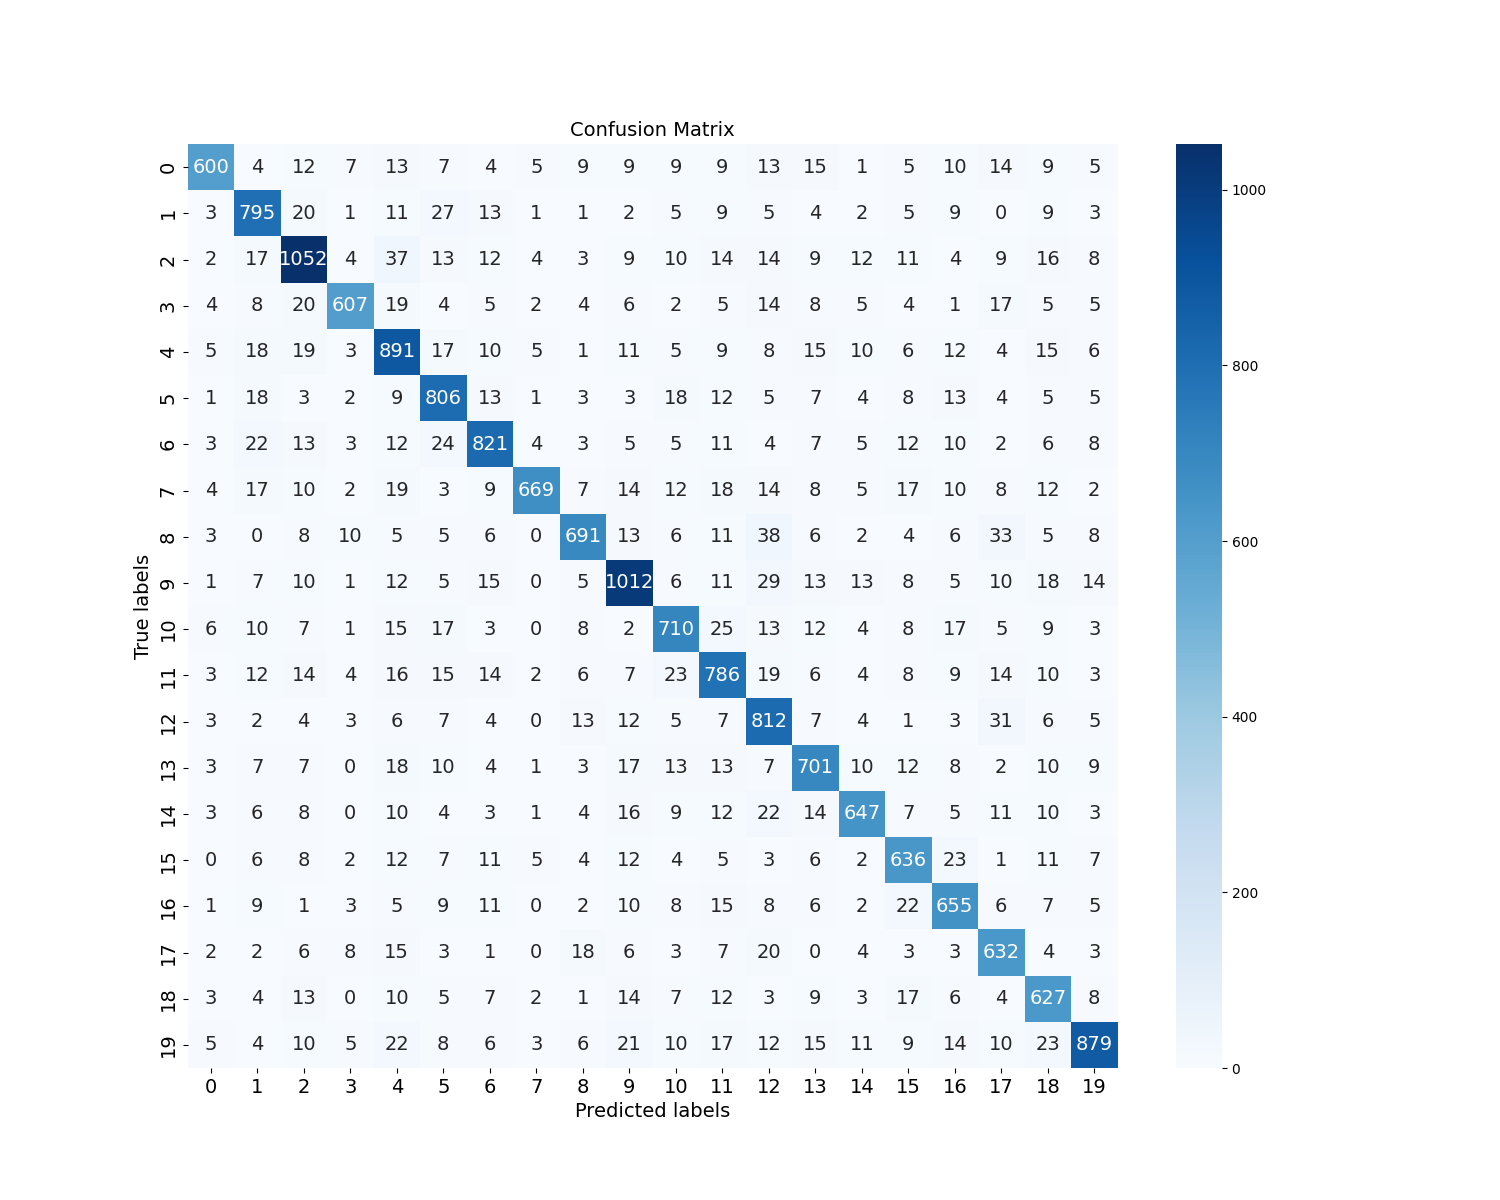 Confusion Matrix
0 600 4 12 7 13 7 4 5 9 9 9 9 13 15 1 5 10 14 9 5
1 3 795 20 1 11 27 13 1 1 2 5 9 5 4 2 5 9 0 9 3
2 2 17 1052 4 37 13 12 4 3 9 10 14 14 9 12 11 4 9 16 8
3 4 8 20 607 19 4 5 2 4 6 2 5 14 8 5 4 1 17 5 5
4 5 18 19 3 891 17 10 5 1 11 5 9 8 15 10 6 12 4 15 6
5 1 18 3 2 9 806 13 1 3 3 18 12 5 7 4 8 13 4 5 5
6 3 22 13 3 12 24 821 4 3 5 5 11 4 7 5 12 10 2 6 8
7 4 17 10 2 19 3 9 669 7 14 12 18 14 8 5 17 10 8 12 2
8 3 0 8 10 5 5 6 0 691 13 6 11 38 6 2 4 6 33 5 8
9 1 7 10 1 12 5 15 0 5 1012 6 11 29 13 13 8 5 10 18 14
10 6 10 7 1 15 17 3 0 8 2 710 25 13 12 4 8 17 5 9 3
11 3 12 14 4 16 15 14 2 6 7 23 786 19 6 4 8 9 14 10 3
12 3 2 4 3 6 7 4 0 13 12 5 7 812 7 4 1 3 31 6 5
13 3 7 7 0 18 10 4 1 3 17 13 13 7 701 10 12 8 2 10 9
14 3 6 8 0 10 4 3 1 4 16 9 12 22 14 647 7 5 11 10 3
15 0 6 8 2 12 7 11 5 4 12 4 5 3 6 2 636 23 1 11 7
16 1 9 1 3 5 9 11 0 2 10 8 15 8 6 2 22 655 6 7 5
17 2 2 6 8 15 3 1 0 18 6 3 7 20 0 4 3 3 632 4 3
18 3 4 13 0 10 5 7 2 1 14 7 12 3 9 3 17 6 4 627 8
19 5 4 10 5 22 8 6 3 6 21 10 17 12 15 11 9 14 10 23 879
0 1 2 3 4 5 6 7 8 9 10 11 12 13 14 15 16 17 18 19
Predicted labels
True labels
1000
800
600
400
200
0